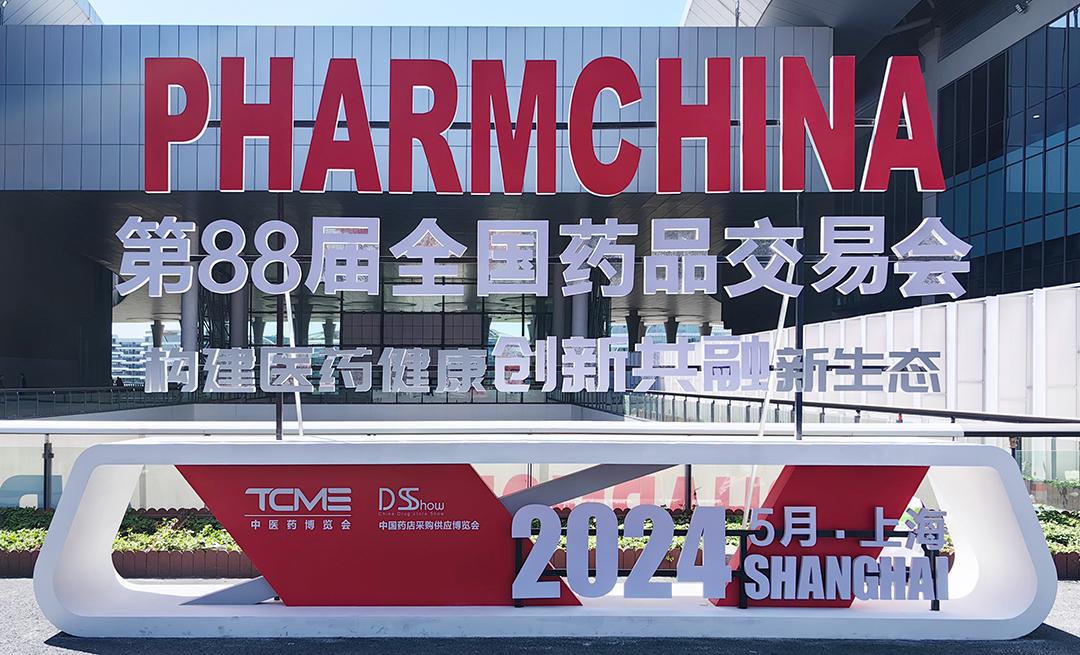 PHARMCHINA
第88届全国药品交易会
构建医药健康创新共融新生态
TCME
中医药博览会
DSShow
China Drug Store Show
中国药店采购供应博览会
2024
5月·上海
SHANGHAI